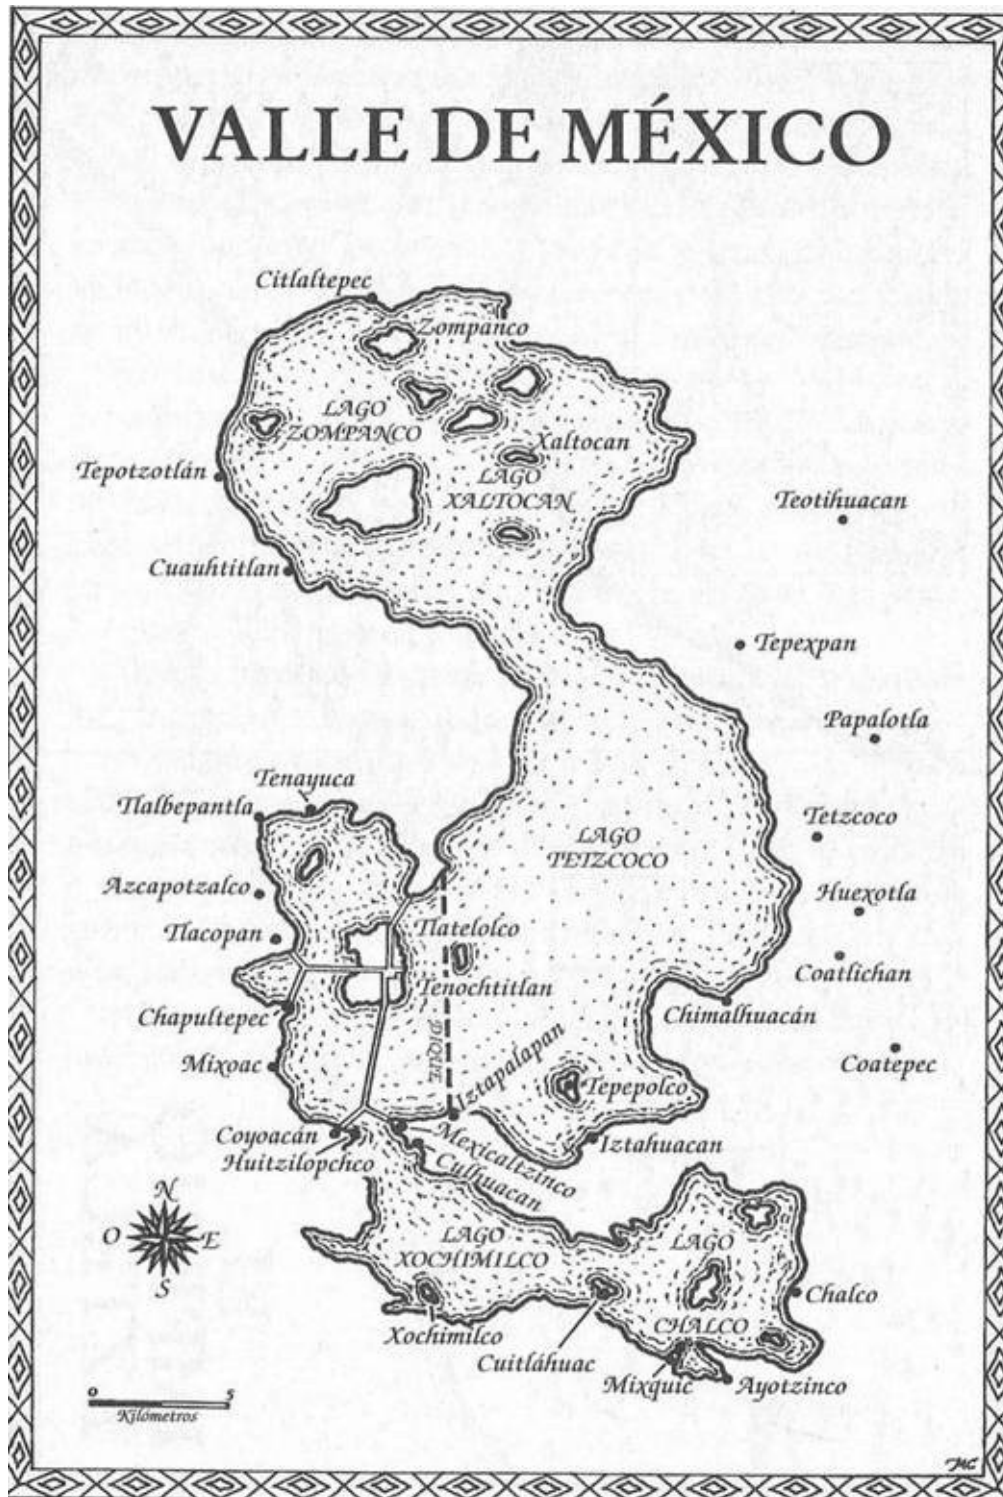 VALLE DE MÉXICO
Citlaltepec
Zompanco
LAGO
ZOMPANCO
Xaltocan
Tepotzotlán
LAGO
XALTOCAN
Teotihuacan
Cuauhtitlan
Tepexpan
Papalotla
Tenayuca
Tlalbepantla
Tetzcoco
LAGO
TETZCOCO
Azcapotzalco
Huexotla
Tlatelolco
Tlacopan
Coatlichan
Tenochtitlan
Chapultepec
Chimalhuacán
DIQUE
Iztapalapan
Coatepec
Mixoac
Tepepolco
Coyoacán
Huitzilopchco
Mexicaltzinco
Culhuacan
Iztahuacan
N
O
E
S
LAGO
XOCHIMILCO
LAGO
CHALCO
Chalco
Xochimilco
Cuitláhuac
Mixquic
Ayotzinco
0 5
Kilómetros